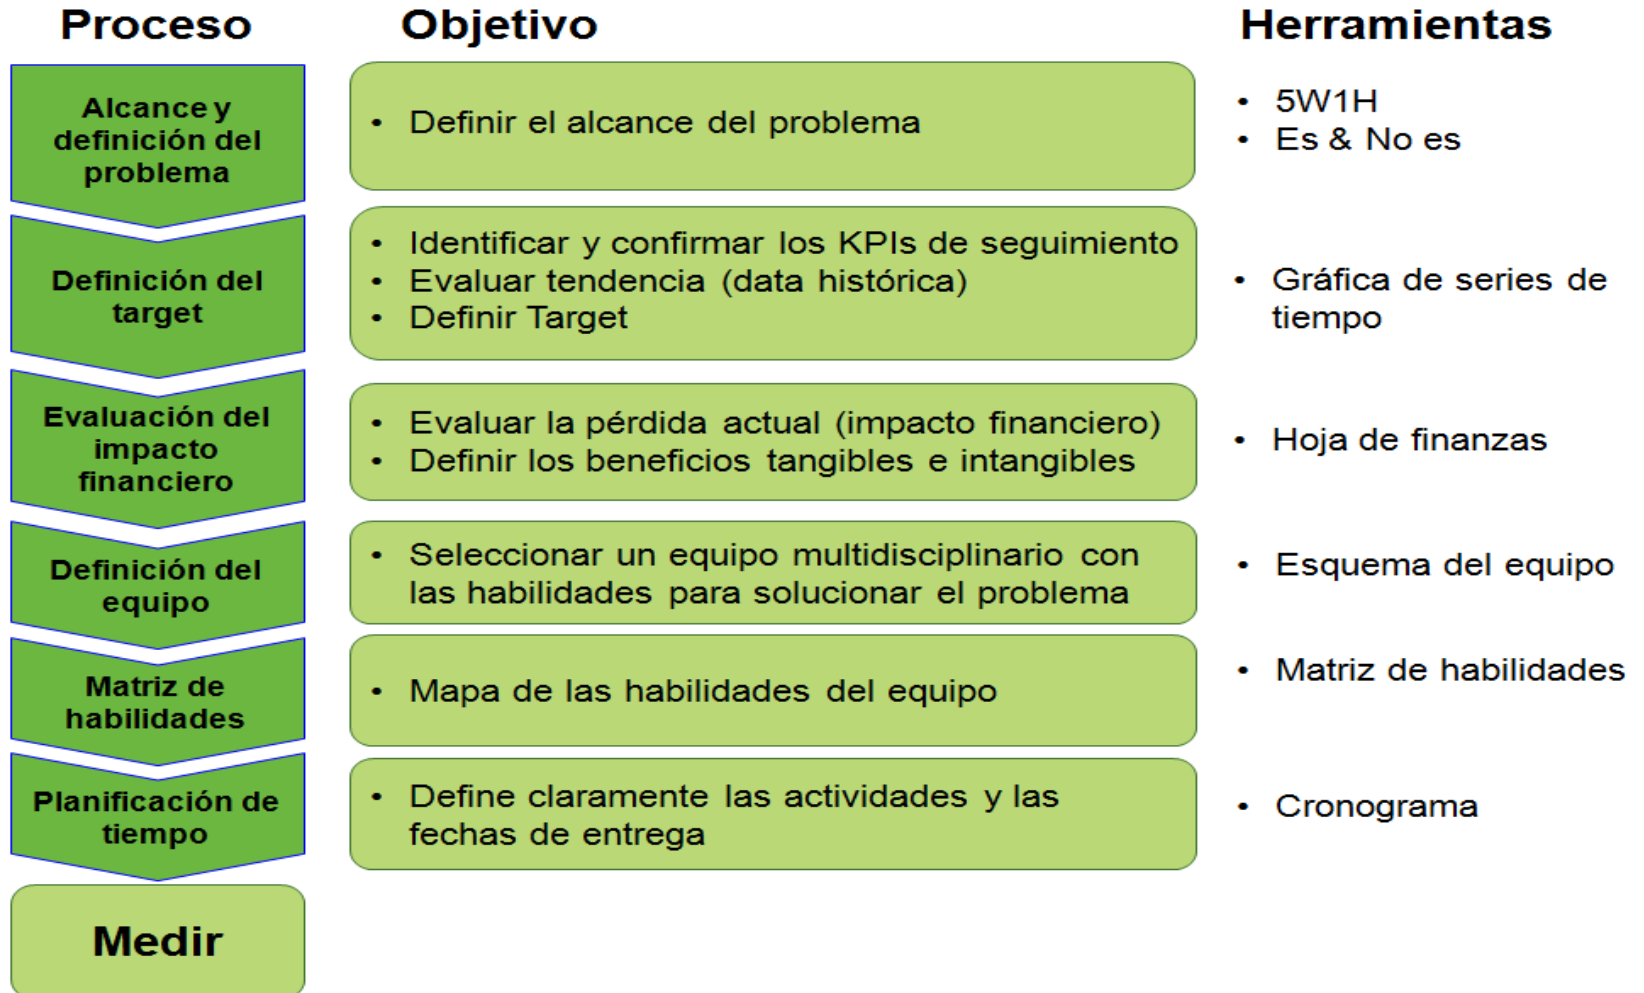 Proceso
Objetivo
Herramientas
Alcance y
definición del
problema
• Definir el alcance del problema
• 5W1H
• Es & No es
Definición del
target
• Identificar y confirmar los KPIs de seguimiento
• Evaluar tendencia (data histórica)
• Definir Target
• Gráfica de series de
tiempo
Evaluación del
impacto
financiero
• Evaluar la pérdida actual (impacto financiero)
• Definir los beneficios tangibles e intangibles
• Hoja de finanzas
Definición del
equipo
• Seleccionar un equipo multidisciplinario con
las habilidades para solucionar el problema
• Esquema del equipo
Matriz de
habilidades
• Mapa de las habilidades del equipo
• Matriz de habilidades
Planificación de
tiempo
• Define claramente las actividades y las
fechas de entrega
• Cronograma
Medir